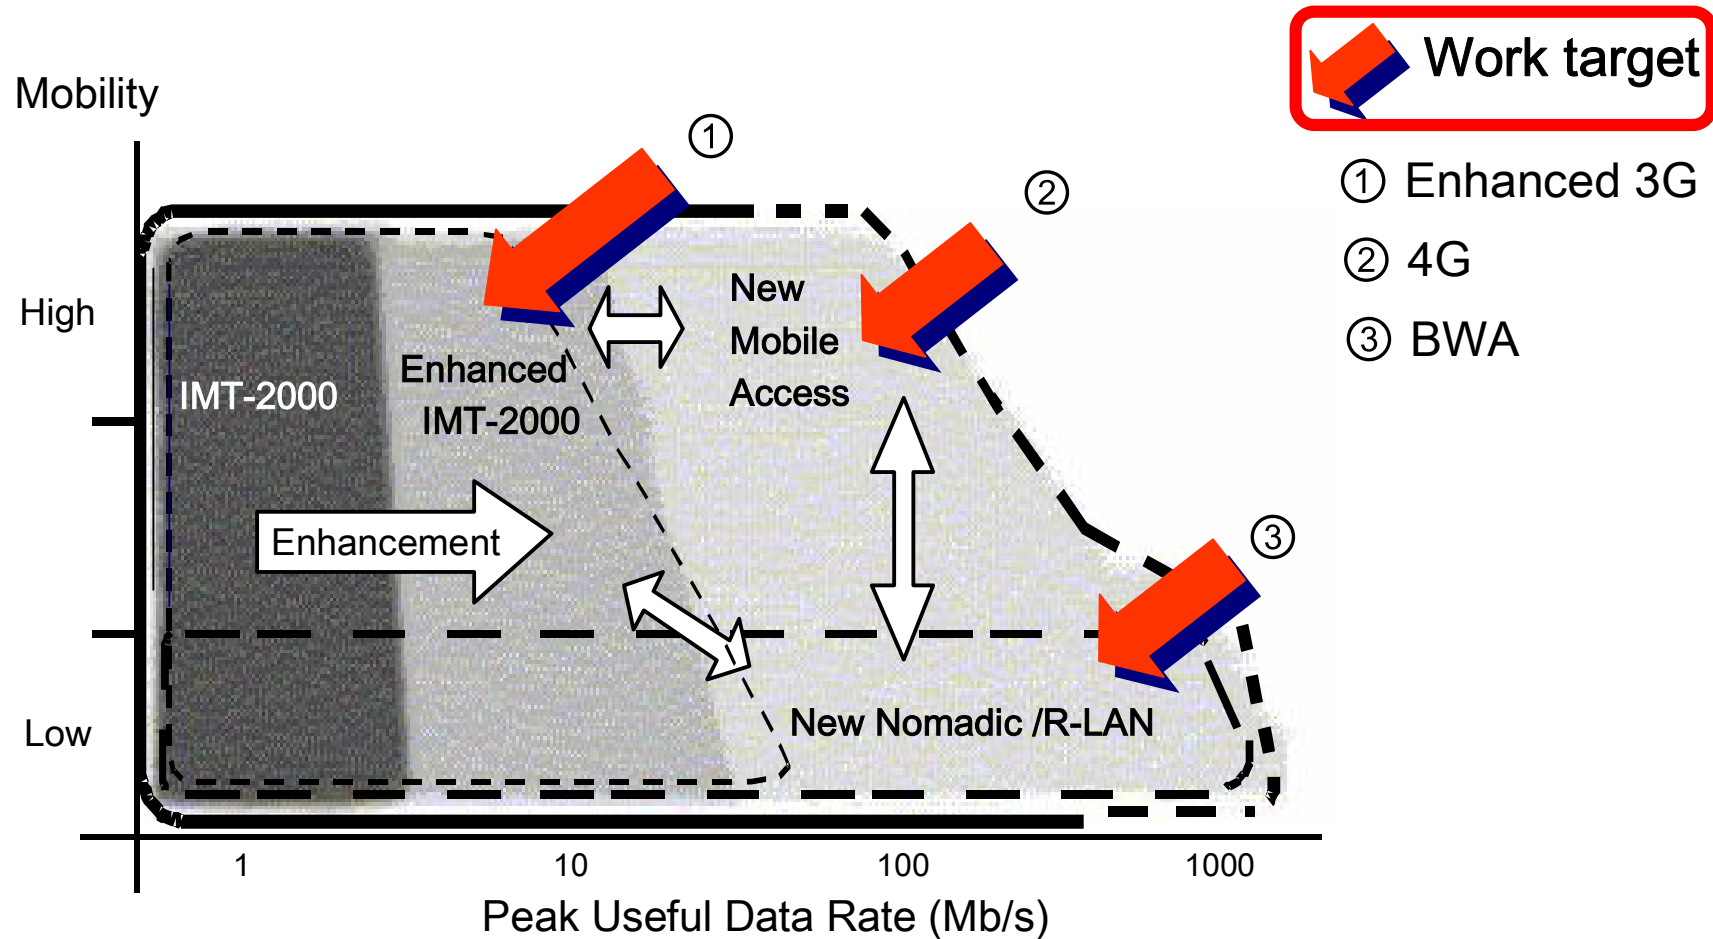 Work target
Mobility
①
② 
① Enhanced 3G
② 4G
High
New
Mobile
Access
③ BWA
Enhanced
IMT-2000
IMT-2000
Enhancement
③
New Nomadic /R-LAN
Low
1 10 100 1000
Peak Useful Data Rate (Mb/s)